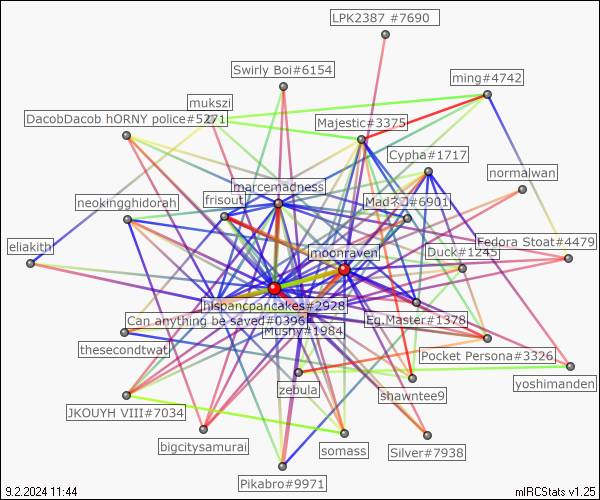 LPK2387 #7690
Swirly Boi#6154
ming#4742
mukszi
DacobDacob hORNY police#5271
Majestic#3375
Cypha#1717
normalwan
marcemadness
neokingghidorah
frisout
Madネコ#6901
eliakith
moonraven
Duck#1245
Fedora Stoat#4479
hispancpancakes#2928
Can anything be saved#0396
Eg.Master#1378
Mushy#1984
thesecondtwat
Pocket Persona#3326
zebula
shawntee9
yoshimanden
JKOUYH VIII#7034
bigcitysamurai
somass
Silver#7938
Pikabro#9971
9.2.2024 11:44
mIRCStats v1.25